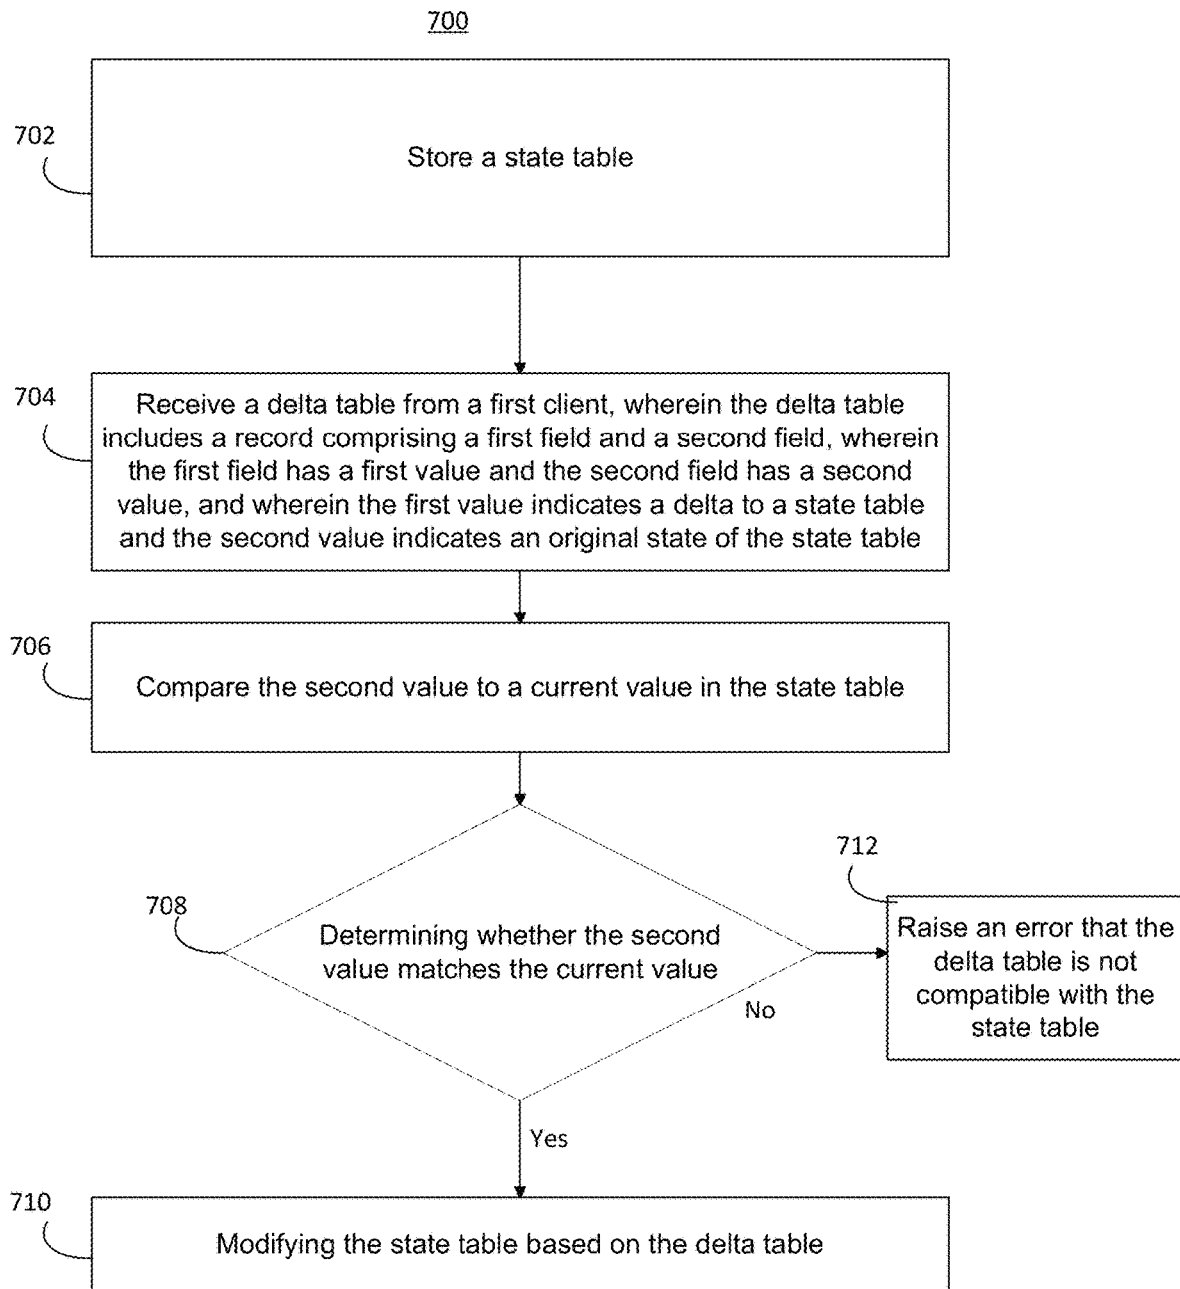 700
702
Store a state table
704
Receive a delta table from a first client, wherein the delta table
includes a record comprising a first field and a second field, wherein
the first field has a first value and the second field has a second
value, and wherein the first value indicates a delta to a state table
and the second value indicates an original state of the state table
706
Compare the second value to a current value in the state table
708
Determining whether the second
value matches the current value
No
712
Raise an error that the
delta table is not
compatible with the
state table
Yes
710
Modifying the state table based on the delta table